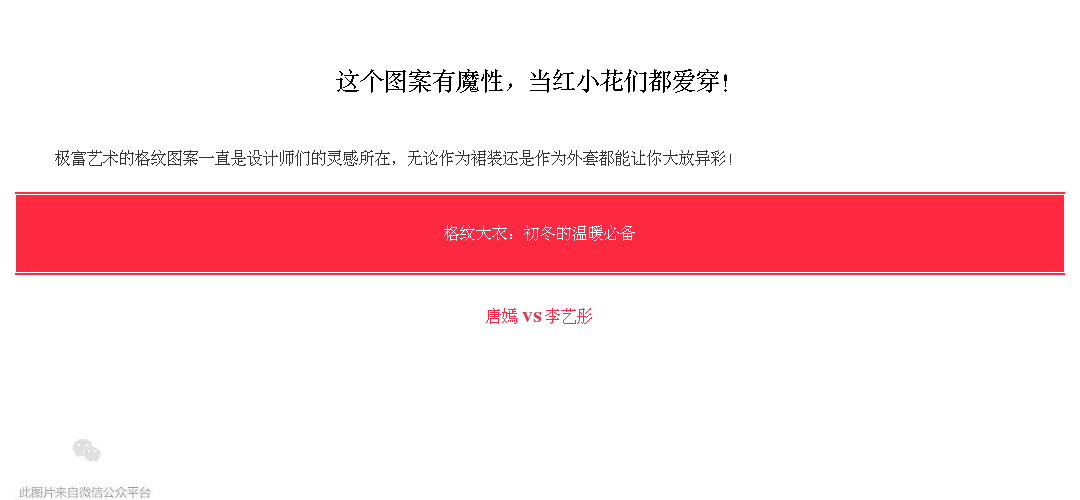 这个图案有魔性，当红小花们都爱穿！
极富艺术的格纹图案一直是设计师们的灵感所在，无论作为裙装还是作为外套都能让你大放异彩！
格纹大衣：初冬的温暖必备
唐嫣 VS 李艺彤
此图片来自微信公众平台